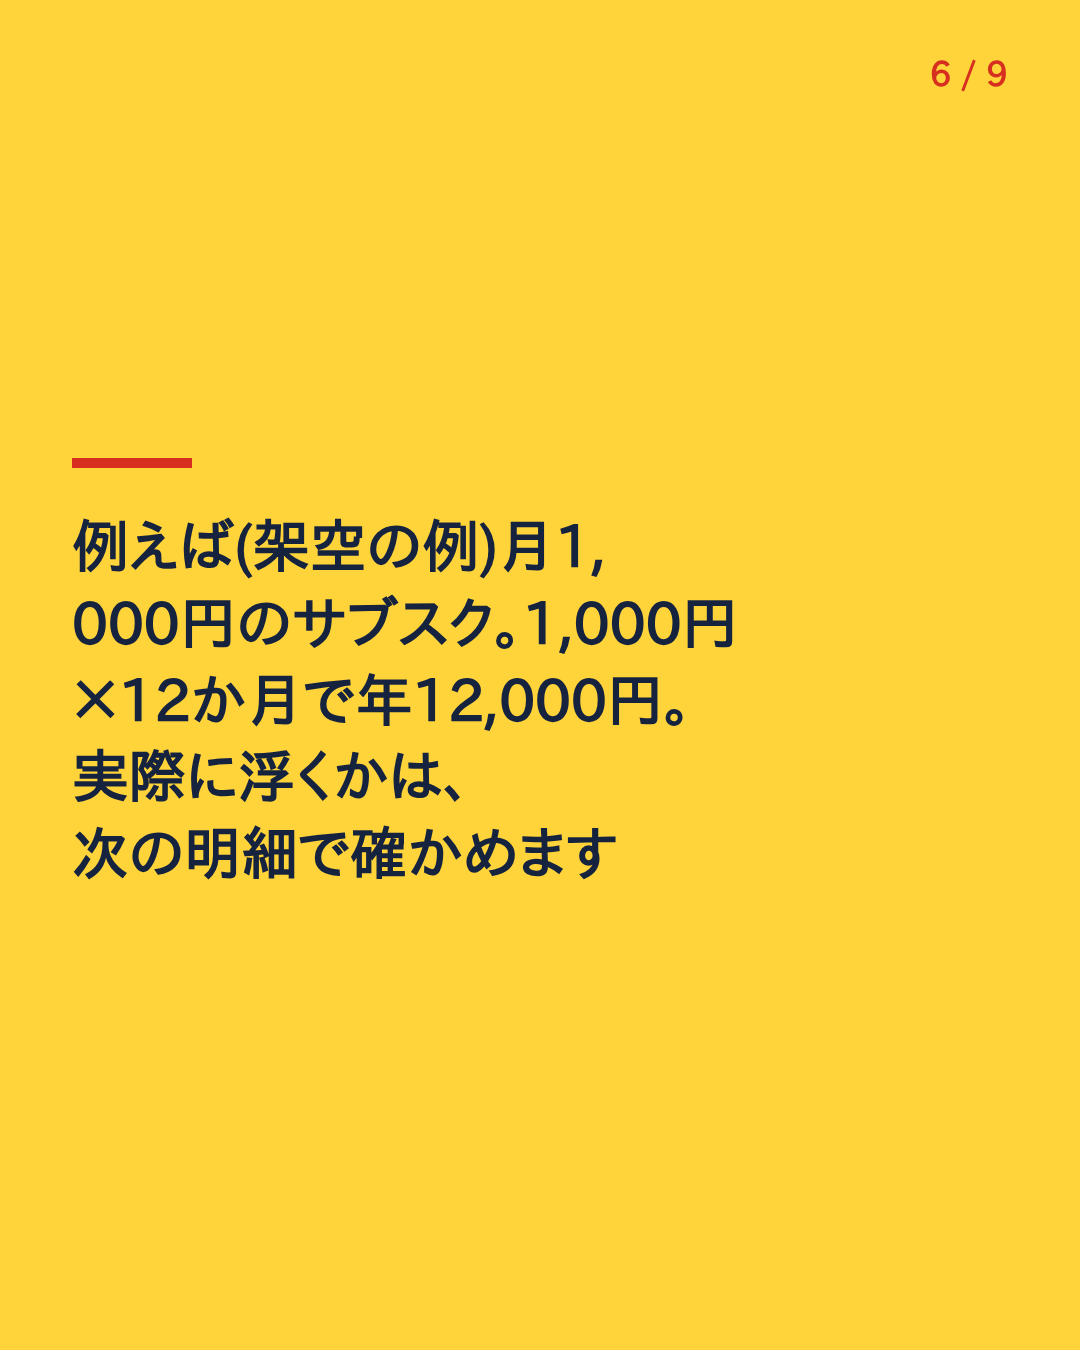 6 / 9
例えば(架空の例)月1,
000円のサブスク。1,000円
×12か月で年12,000円。
実際に浮くかは、
次の明細で確かめます